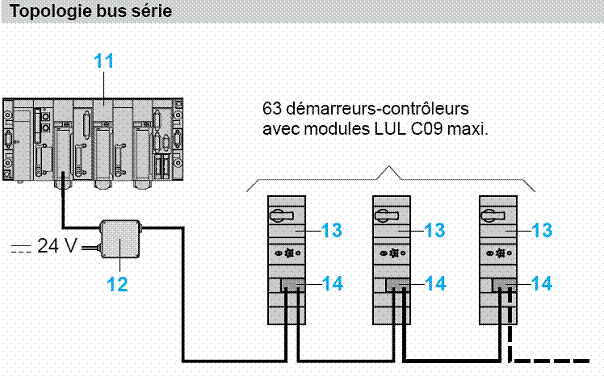 Topologie bus série
11
63 démarreurs-contrôleurs
avec modules LUL C09 maxi.
13
13
13
24 V
12
14
14
14